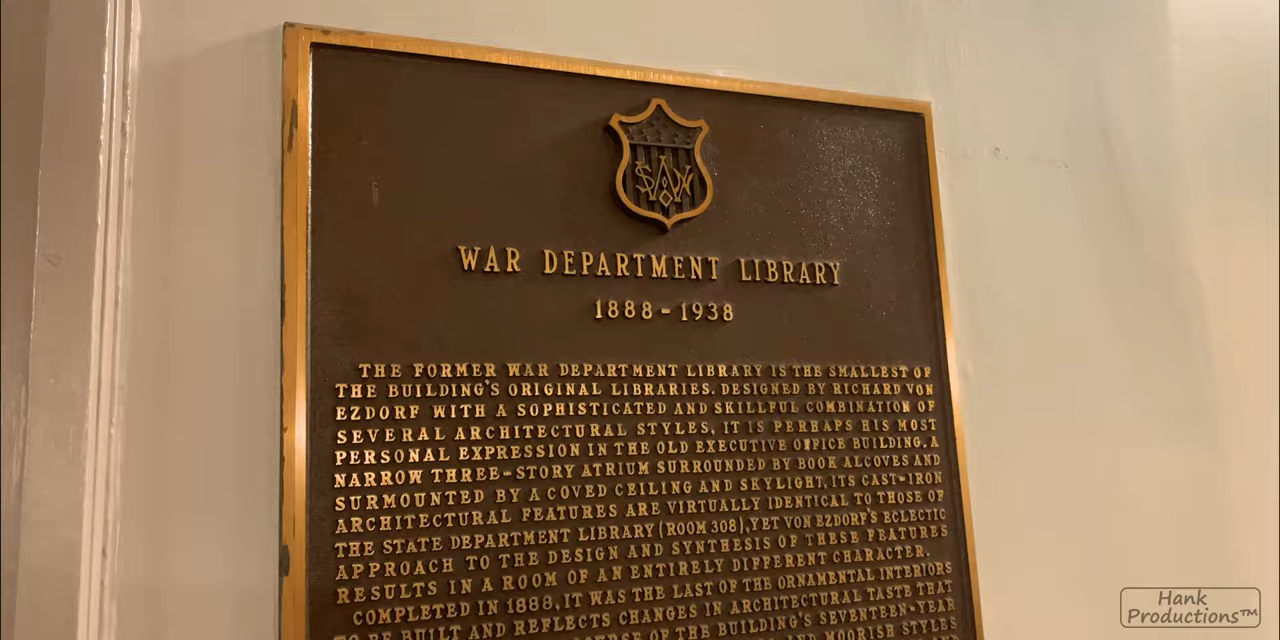 SAN
WAR DEPARTMENT LIBRARY
1888-1938
THE FORMER WAR DEPARTMENT LIBRARY IS THE SMALLEST OF
THE BUILDING'S ORIGINAL LIBRARIES. DESIGNED BY RICHARD VON
EZDORF WITH A SOPHISTICATED AND SKILLFUL COMBINATION OF
SEVERAL ARCHITECTURAL STYLES, IT IS PERHAPS HIS MOST
PERSONAL EXPRESSION IN THE OLD EXECUTIVE OFFICE BUILDING. A
NARROW THREE-STORY ATRIUM SURROUNDED BY BOOK ALCOVES AND
SURMOUNTED BY A COVED CEILING AND SKYLIGHT, ITS CAST-IRON
ARCHITECTURAL FEATURES ARE VIRTUALLY IDENTICAL TO THOSE OF
THE STATE DEPARTMENT LIBRARY (ROOM 308), YET VON EZDORF'S ECLECTIC
APPROACH TO THE DESIGN AND SYNTHESIS OF THESE FEATURES
RESULTS IN A ROOM OF AN ENTIRELY DIFFERENT CHARACTER.
COMPLETED IN 1888, IT WAS THE LAST OF THE ORNAMENTAL INTERIORS
TO BE BUILT AND REFLECTS CHANGES IN ARCHITECTURAL TASTE THAT
OF THE BUILDING'S SEVENTEEN-YEAR
AND MOORISH STYLES
Hank
Productions™